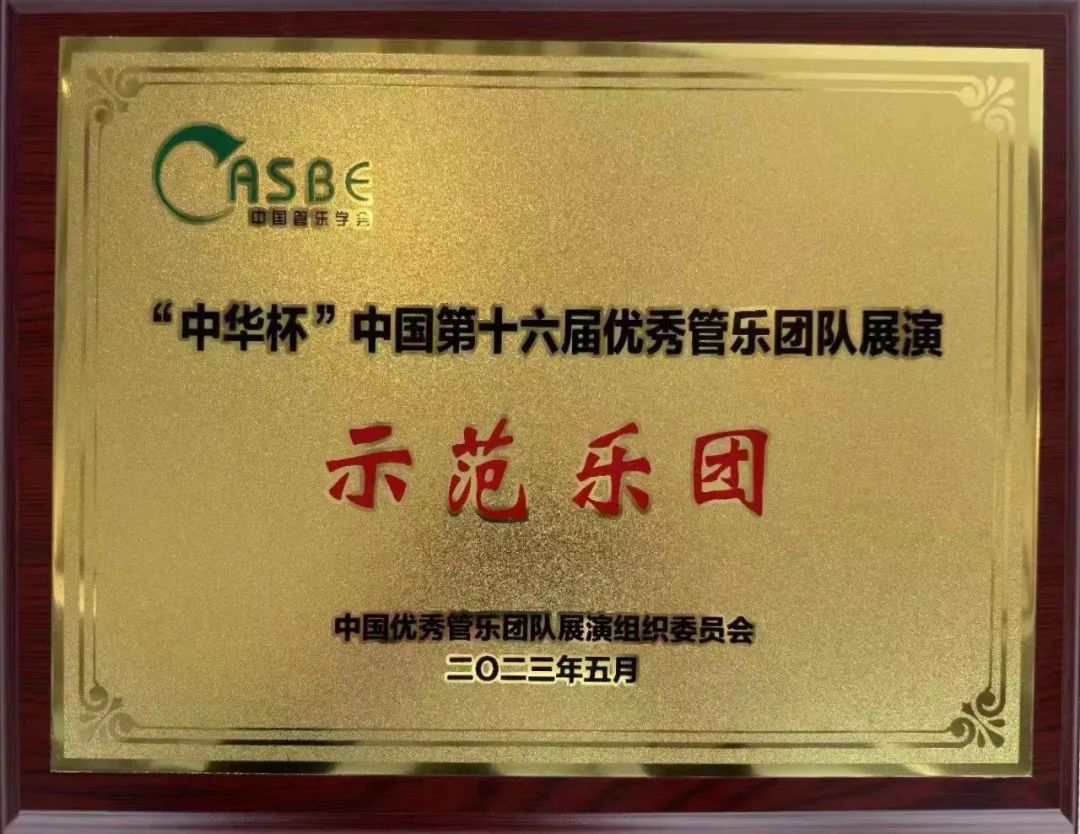 CASBE
中国管乐学会
“中华杯”中国第十六届优秀管乐团队展演
示范乐团
中国优秀管乐团队展演组织委员会
二〇二三年五月